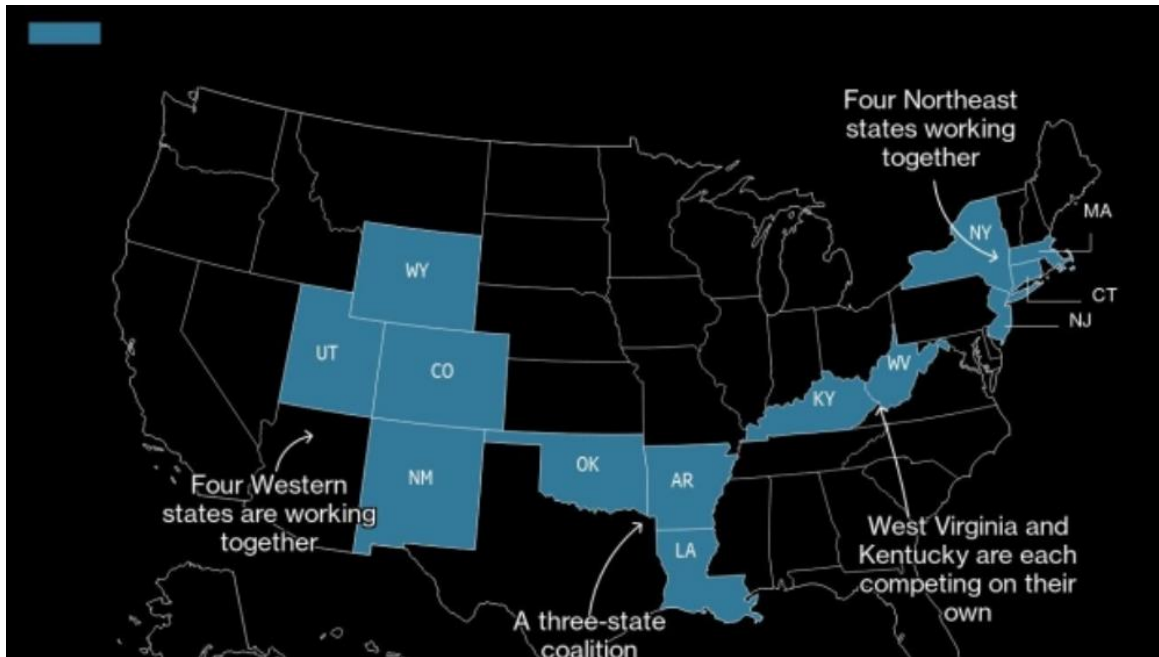 Four Northeast
states working
together
MA
NY
WY
CT
NJ
UT
CO
WV
KY
OK
NM
AR
Four Western
states are working
together
LA
West Virginia and
Kentucky are each
competing on their
own
A three-state
coalition